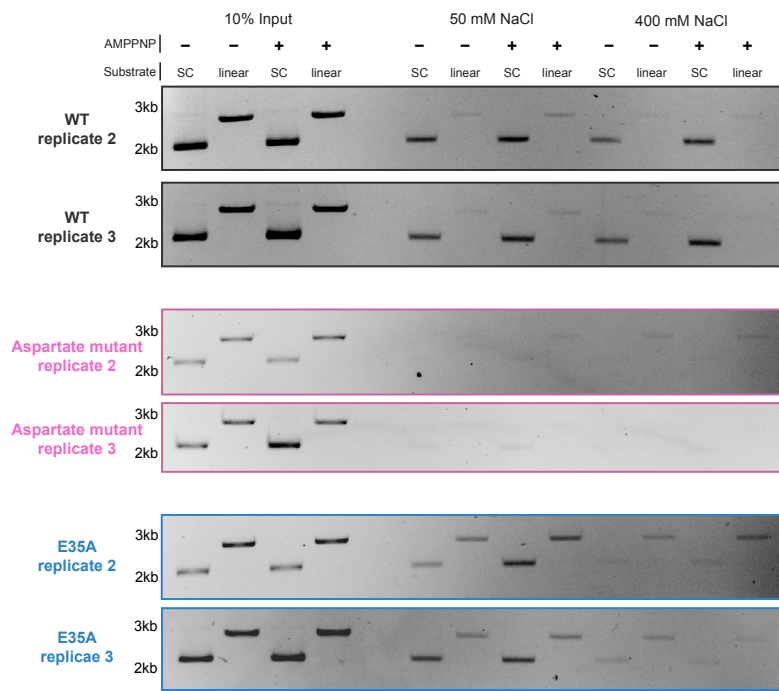 10% Input 50 mM NaCl 400 mM NaCl
AMPPNP − − + + − − + + − − + +
Substrate SC linear SC linear SC linear SC linear SC linear SC linear
WT
replicate 2
3kb
2kb
WT
replicate 3
3kb
2kb
Aspartate mutant
replicate 2
3kb
2kb
Aspartate mutant
replicate 3
3kb
2kb
E35A
replicate 2
3kb
2kb
E35A
replicae 3
3kb
2kb